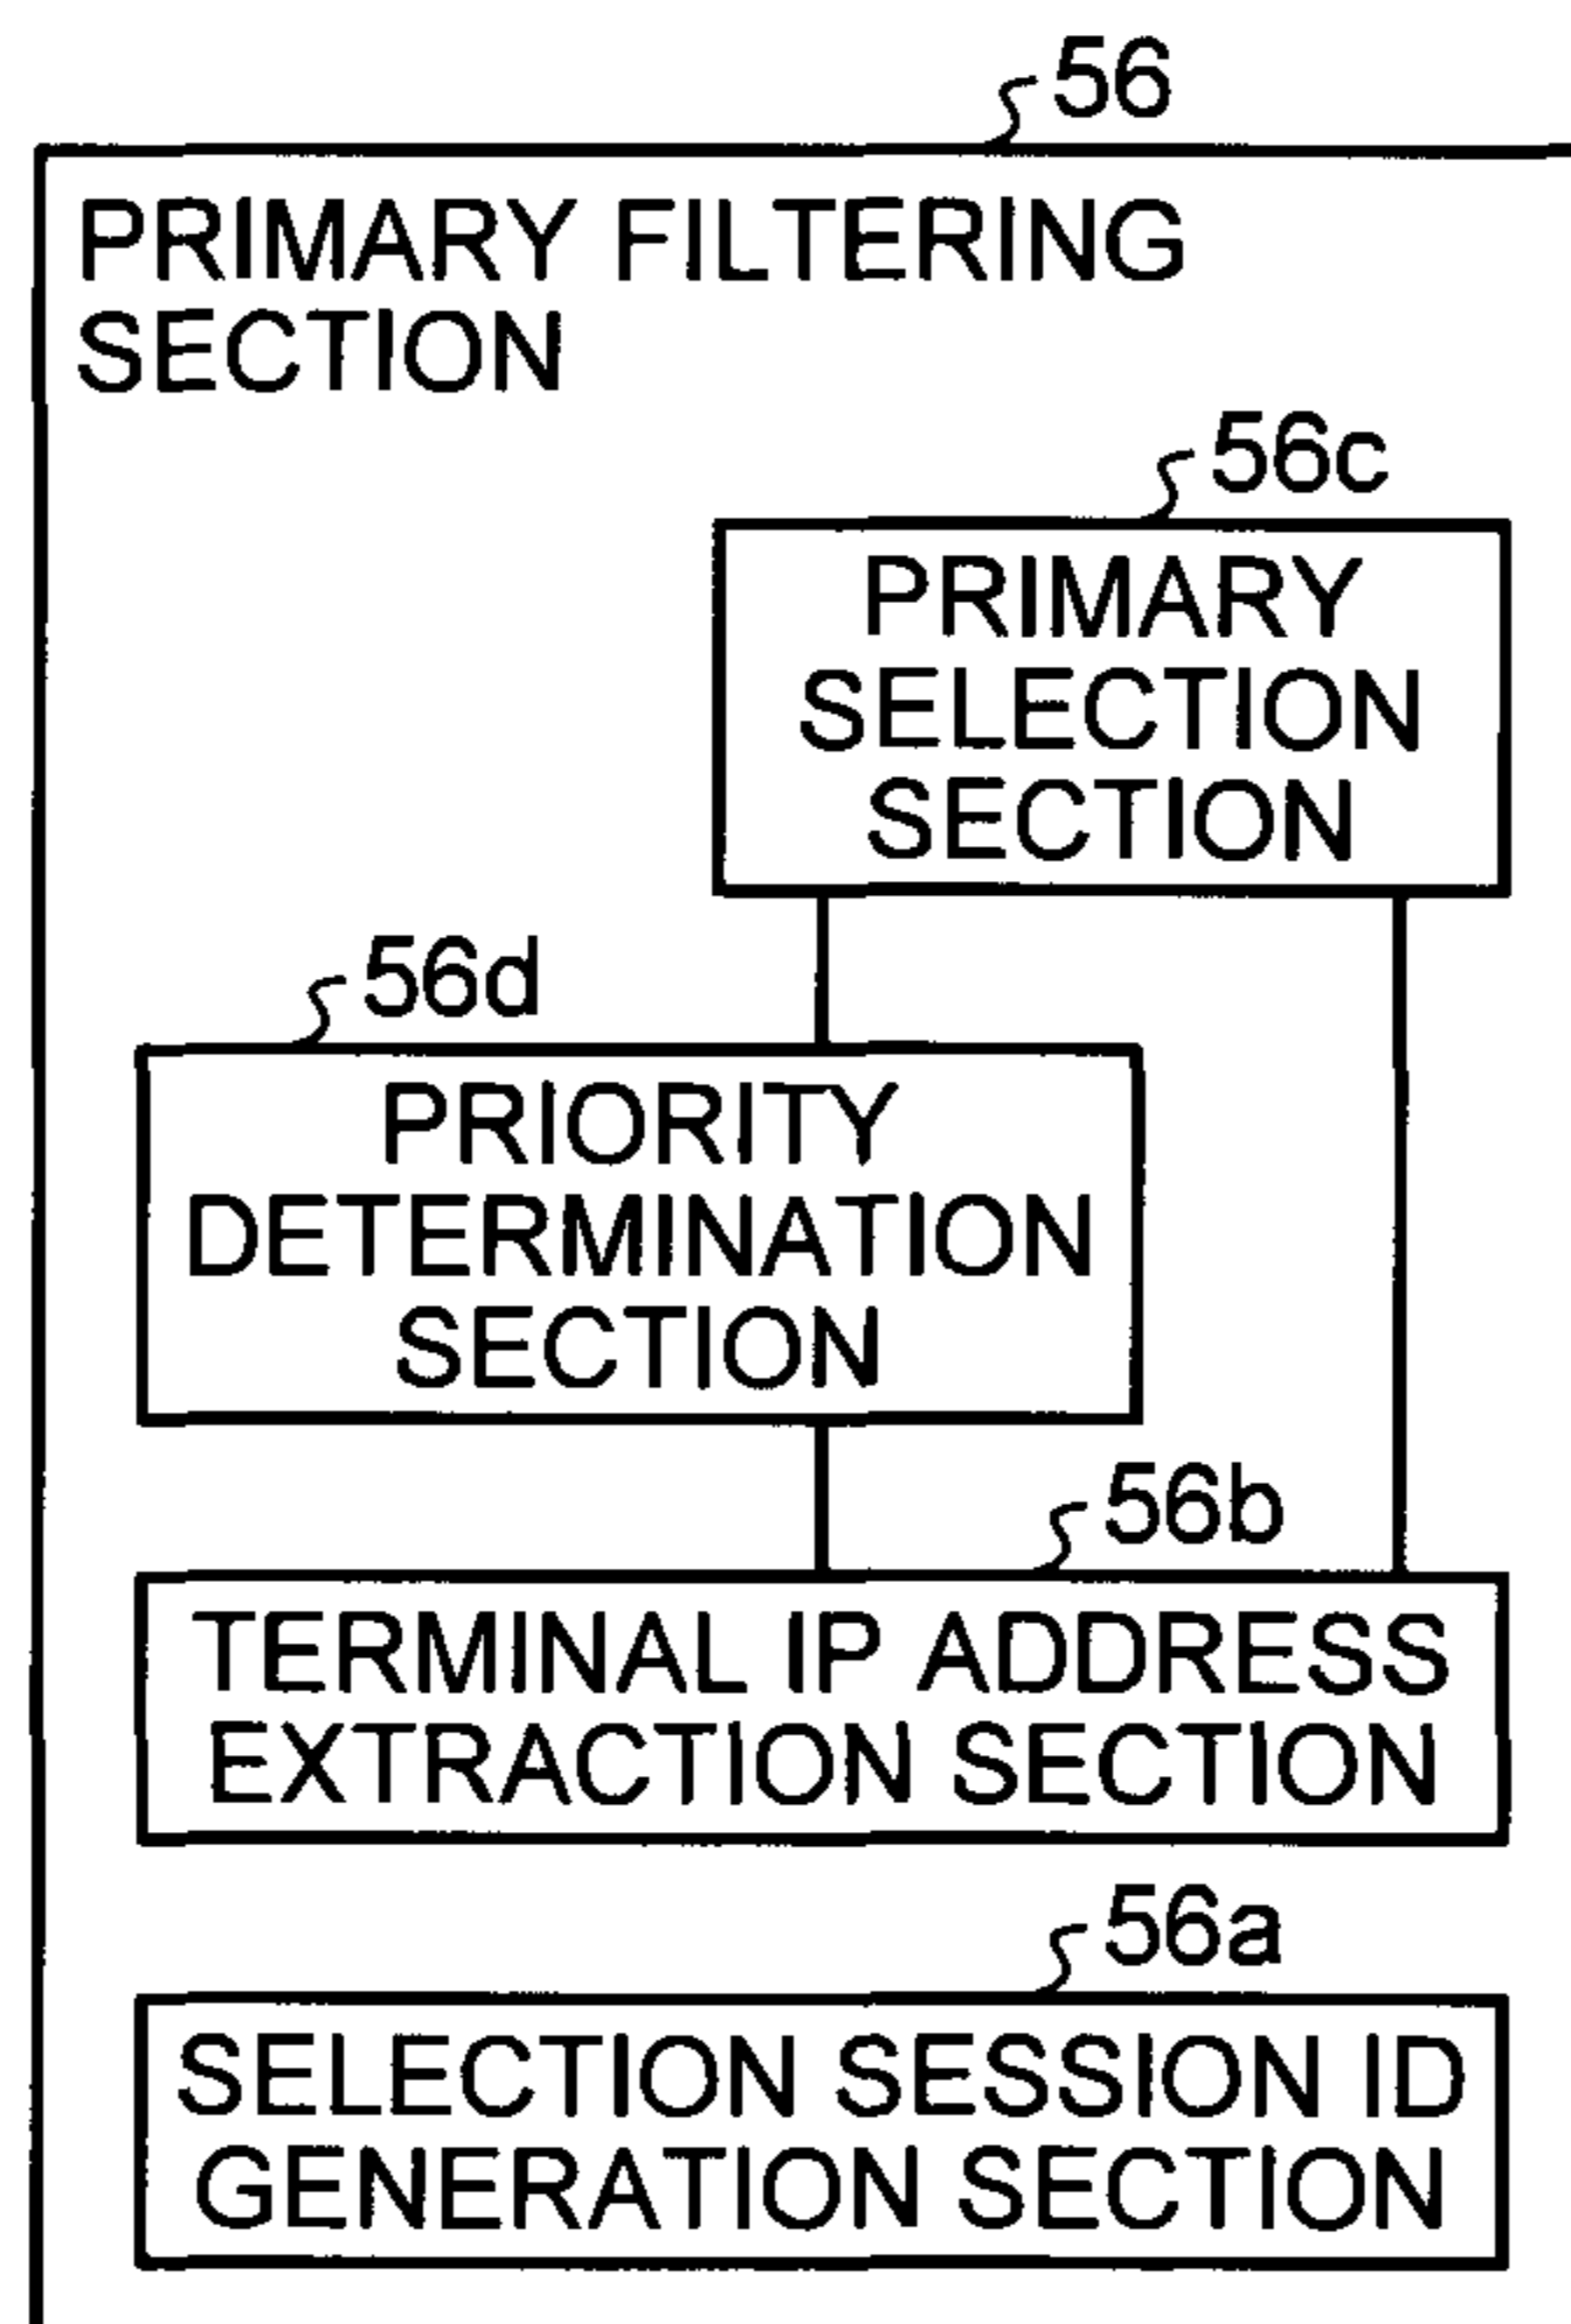 56
PRIMARY FILTERING
SECTION
56c
PRIMARY
SELECTION
SECTION
56d
PRIORITY
DETERMINATION
SECTION
56b
TERMINAL IP ADDRESS
EXTRACTION SECTION
56a
SELECTION SESSION ID
GENERATION SECTION